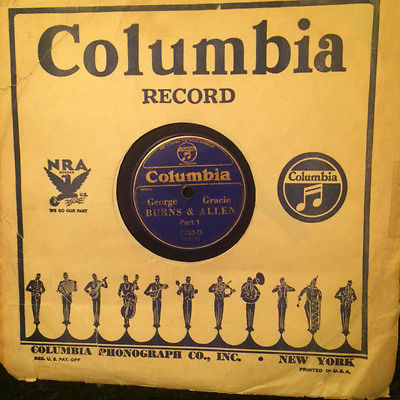 Columbia
RECORD
NRA
MEMBER
U.S.
WE DO OUR PART
Columbia
George Gracie
BURNS & ALLEN
Part 1
Columbia
COLUMBIA PHONOGRAPH CO., INC. • NEW YORK
REG. U.S. PAT. OFF.
PRINTED IN U.S.A.